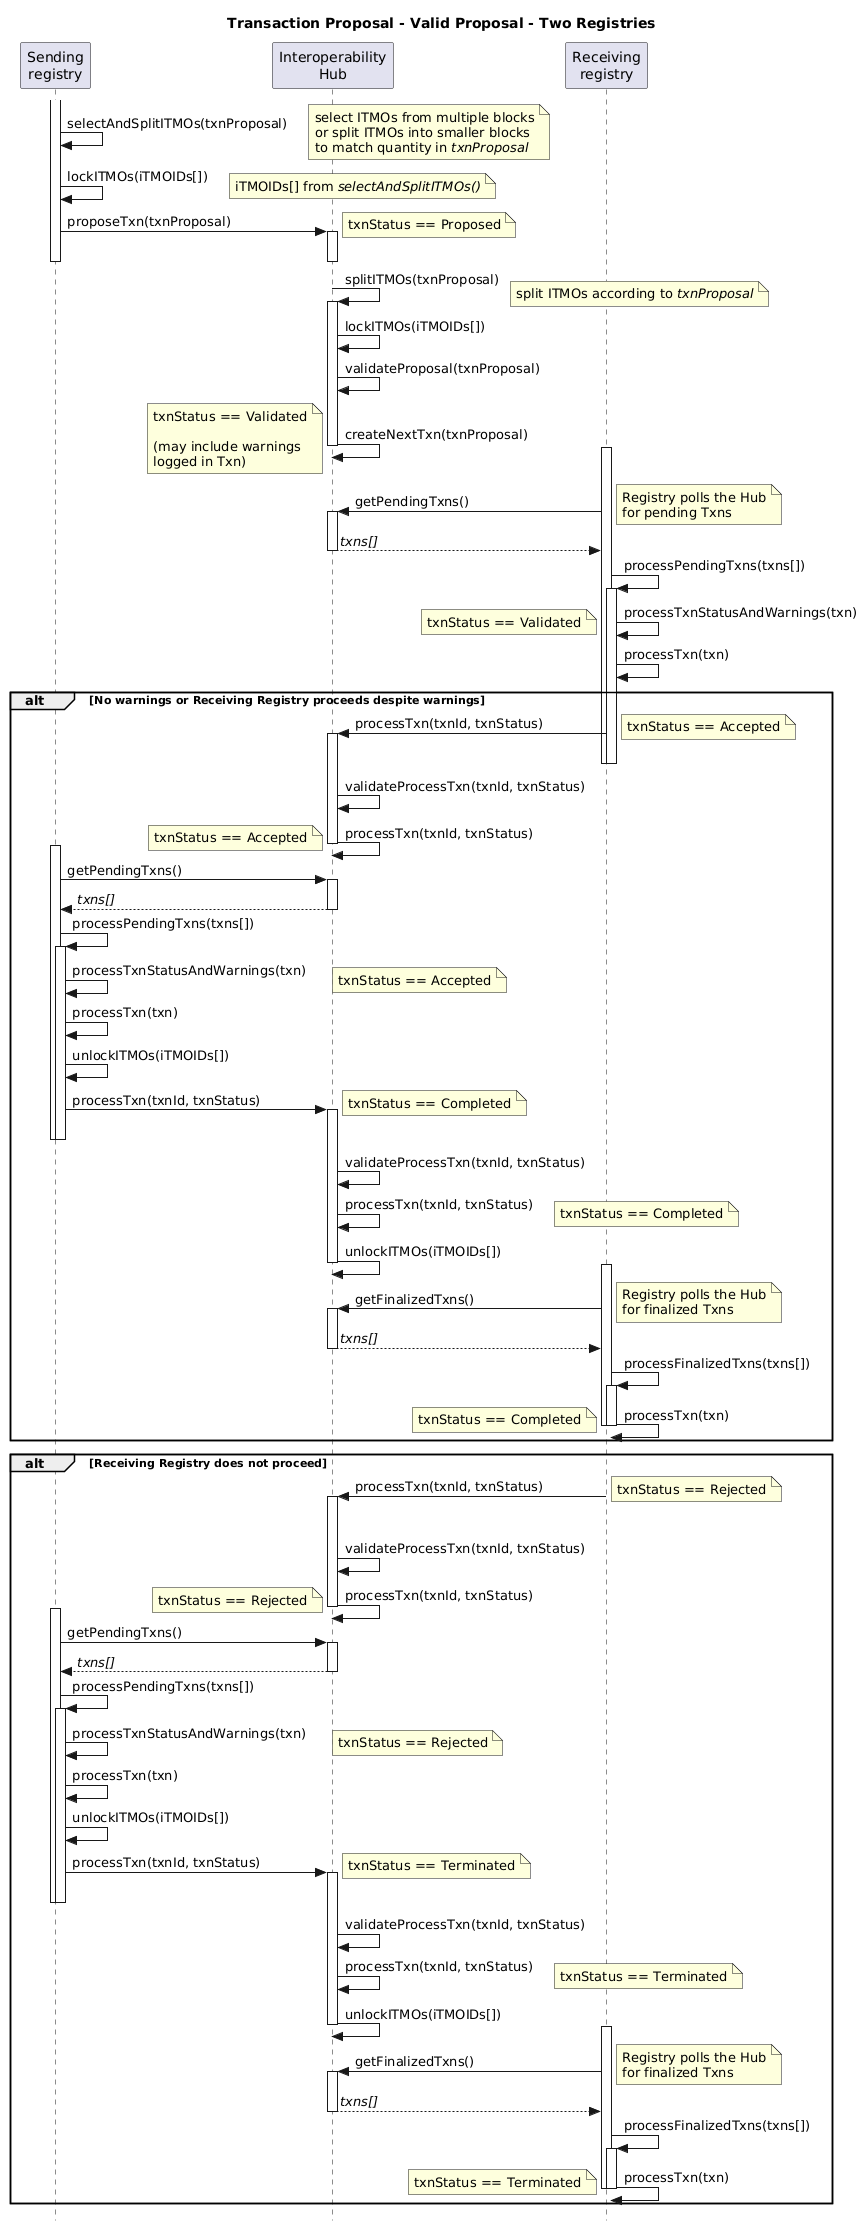 Transaction Proposal - Valid Proposal - Two Registries
Sending
registry
Interoperability
Hub
Receiving
registry
selectAndSplitITMOs(txnProposal)
select ITMOs from multiple blocks
or split ITMOs into smaller blocks
to match quantity in txnProposal
lockITMOs(iTMOIDs[])
iTMOIDs[] from selectAndSplitITMOs()
proposeTxn(txnProposal)
txnStatus == Proposed
splitITMOs(txnProposal)
split ITMOs according to txnProposal
lockITMOs(iTMOIDs[])
validateProposal(txnProposal)
txnStatus == Validated
(may include warnings
logged in Txn)
createNextTxn(txnProposal)
getPendingTxns()
Registry polls the Hub
for pending Txns
txns[]
processPendingTxns(txns[])
processTxnStatusAndWarnings(txn)
txnStatus == Validated
processTxn(txn)
alt
[No warnings or Receiving Registry proceeds despite warnings]
processTxn(txnId, txnStatus)
txnStatus == Accepted
validateProcessTxn(txnId, txnStatus)
txnStatus == Accepted
processTxn(txnId, txnStatus)
getPendingTxns()
txns[]
processPendingTxns(txns[])
processTxnStatusAndWarnings(txn)
txnStatus == Accepted
processTxn(txn)
unlockITMOs(iTMOIDs[])
processTxn(txnId, txnStatus)
txnStatus == Completed
validateProcessTxn(txnId, txnStatus)
processTxn(txnId, txnStatus)
txnStatus == Completed
unlockITMOs(iTMOIDs[])
getFinalizedTxns()
Registry polls the Hub
for finalized Txns
txns[]
processFinalizedTxns(txns[])
txnStatus == Completed
processTxn(txn)
alt
[Receiving Registry does not proceed]
processTxn(txnId, txnStatus)
txnStatus == Rejected
validateProcessTxn(txnId, txnStatus)
txnStatus == Rejected
processTxn(txnId, txnStatus)
getPendingTxns()
txns[]
processPendingTxns(txns[])
processTxnStatusAndWarnings(txn)
txnStatus == Rejected
processTxn(txn)
unlockITMOs(iTMOIDs[])
processTxn(txnId, txnStatus)
txnStatus == Terminated
validateProcessTxn(txnId, txnStatus)
processTxn(txnId, txnStatus)
txnStatus == Terminated
unlockITMOs(iTMOIDs[])
getFinalizedTxns()
Registry polls the Hub
for finalized Txns
txns[]
processFinalizedTxns(txns[])
txnStatus == Terminated
processTxn(txn)